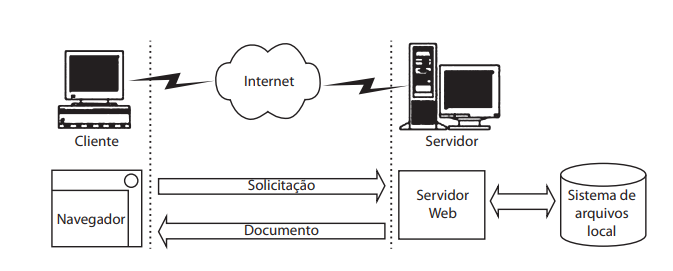 Internet
Cliente
Servidor
Solicitação
Navegador
Servidor
Web
Sistema de
arquivos
local
Documento